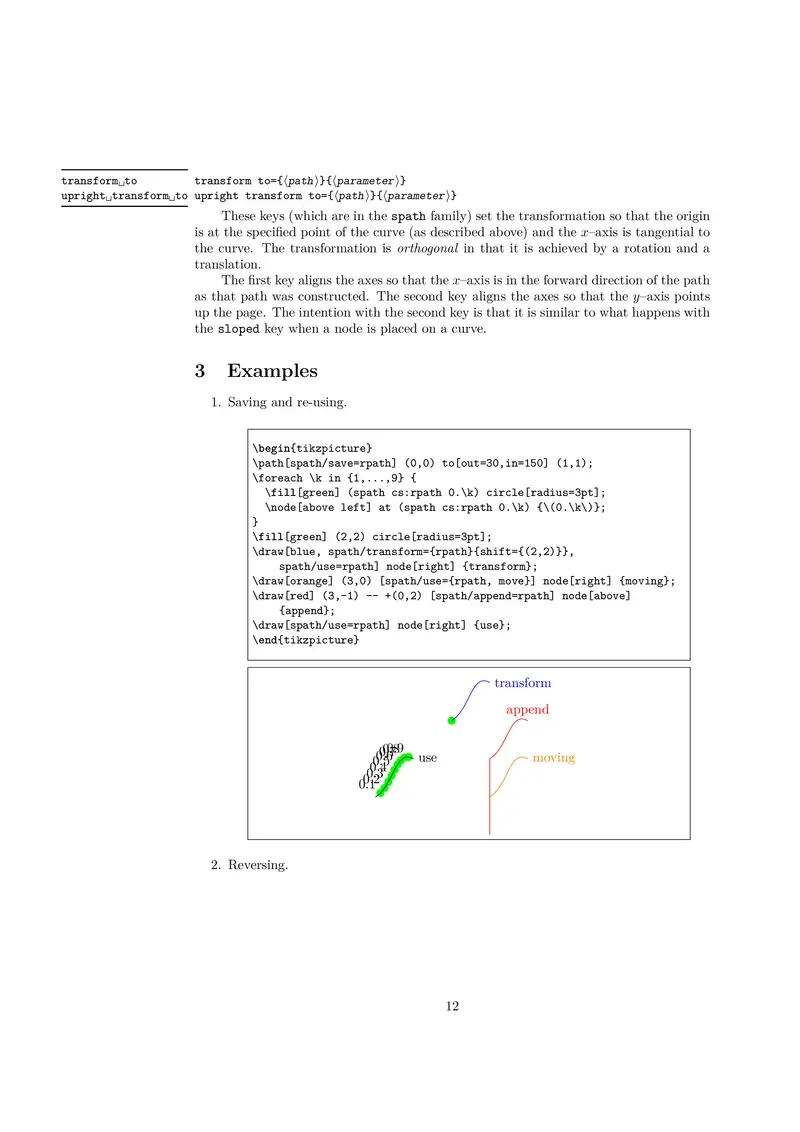 transform␣to transform to={⟨path⟩}{⟨parameter⟩}
upright␣transform␣to upright transform to={⟨path⟩}{⟨parameter⟩}
These keys (which are in the spath family) set the transformation so that the origin
is at the specified point of the curve (as described above) and the x–axis is tangential to
the curve. The transformation is orthogonal in that it is achieved by a rotation and a
translation.
The first key aligns the axes so that the x–axis is in the forward direction of the path
as that path was constructed. The second key aligns the axes so that the y–axis points
up the page. The intention with the second key is that it is similar to what happens with
the sloped key when a node is placed on a curve.
3 Examples
1. Saving and re-using.
\begin{tikzpicture}
\path[spath/save=rpath] (0,0) to[out=30,in=150] (1,1);
\foreach \k in {1,...,9} {
  \fill[green] (spath cs:rpath 0.\k) circle[radius=3pt];
  \node[above left] at (spath cs:rpath 0.\k) {\(0.\k\)};
}
\fill[green] (2,2) circle[radius=3pt];
\draw[blue, spath/transform={rpath}{shift={(2,2)}},
    spath/use=rpath] node[right] {transform};
\draw[orange] (3,0) [spath/use={rpath, move}] node[right] {moving};
\draw[red] (3,-1) -- +(0,2) [spath/append=rpath] node[above]
    {append};
\draw[spath/use=rpath] node[right] {use};
\end{tikzpicture}
transform
append
0.9
use
moving
0.4
0.3
0.2
0.1
2. Reversing.
12